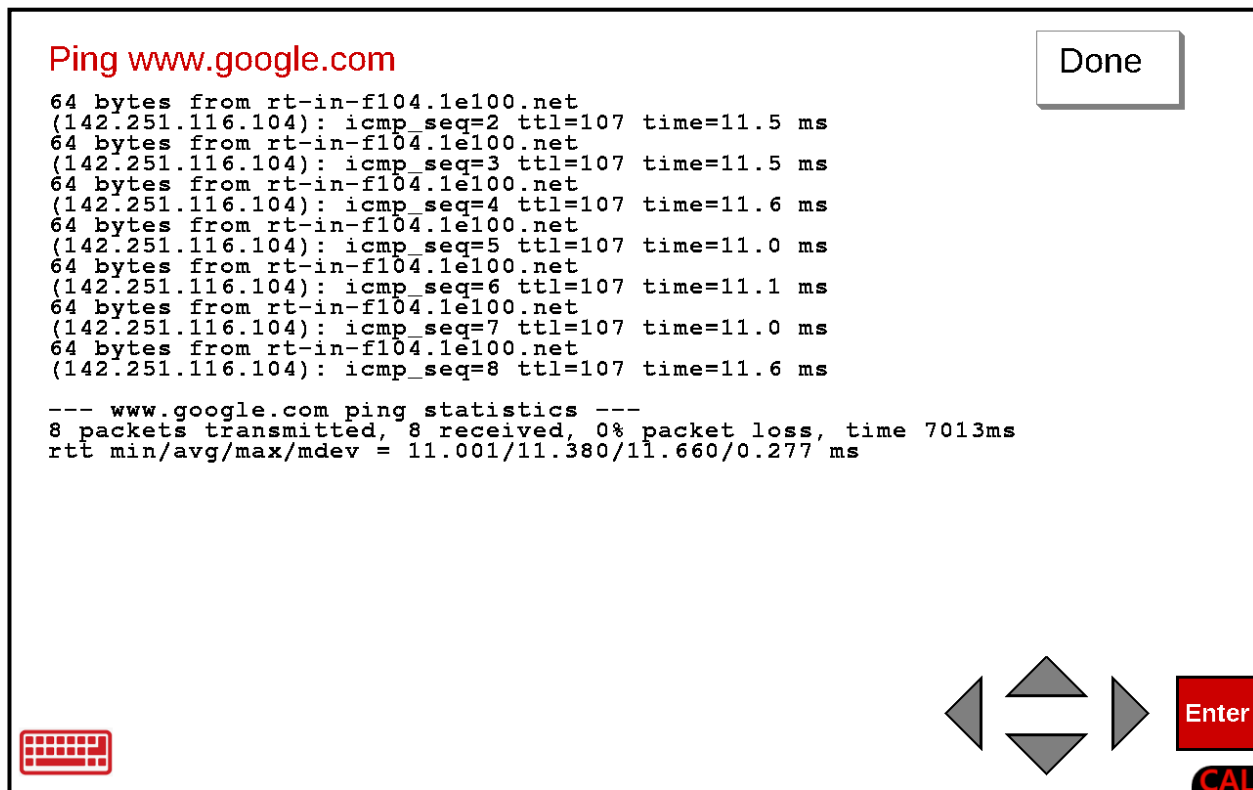 Ping www.google.com
Done
64 bytes from rt-in-f104.1e100.net
(142.251.116.104): icmp_seq=2 ttl=107 time=11.5 ms
64 bytes from rt-in-f104.1e100.net
(142.251.116.104): icmp_seq=3 ttl=107 time=11.5 ms
64 bytes from rt-in-f104.1e100.net
(142.251.116.104): icmp_seq=4 ttl=107 time=11.6 ms
64 bytes from rt-in-f104.1e100.net
(142.251.116.104): icmp_seq=5 ttl=107 time=11.0 ms
64 bytes from rt-in-f104.1e100.net
(142.251.116.104): icmp_seq=6 ttl=107 time=11.1 ms
64 bytes from rt-in-f104.1e100.net
(142.251.116.104): icmp_seq=7 ttl=107 time=11.0 ms
64 bytes from rt-in-f104.1e100.net
(142.251.116.104): icmp_seq=8 ttl=107 time=11.6 ms
--- www.google.com ping statistics ---
8 packets transmitted, 8 received, 0% packet loss, time 7013ms
rtt min/avg/max/mdev = 11.001/11.380/11.660/0.277 ms
Enter
CAL